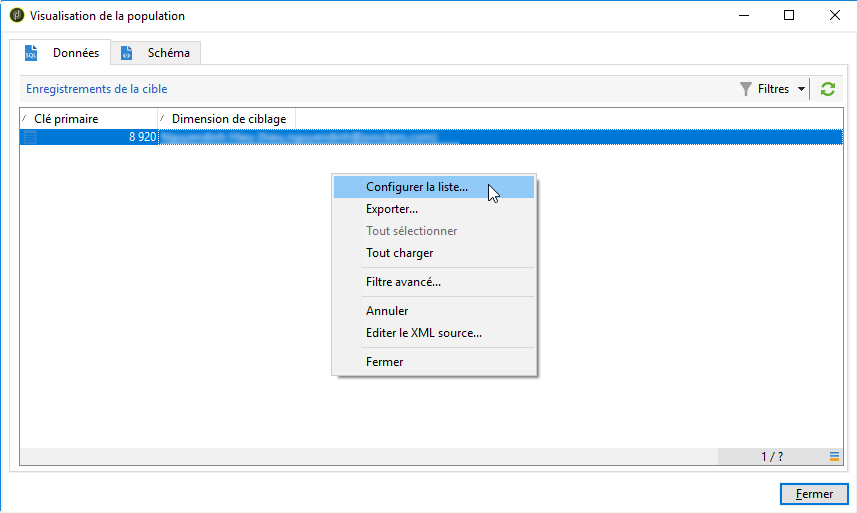 Visualisation de la population
SQL Données Schéma
Enregistrements de la cible Filtres
Clé primaire Dimension de ciblage
8 920
Configurer la liste...
Exporter...
Tout sélectionner
Tout charger
Filtre avancé...
Annuler
Editer le XML source...
Fermer
1 / ?
Fermer